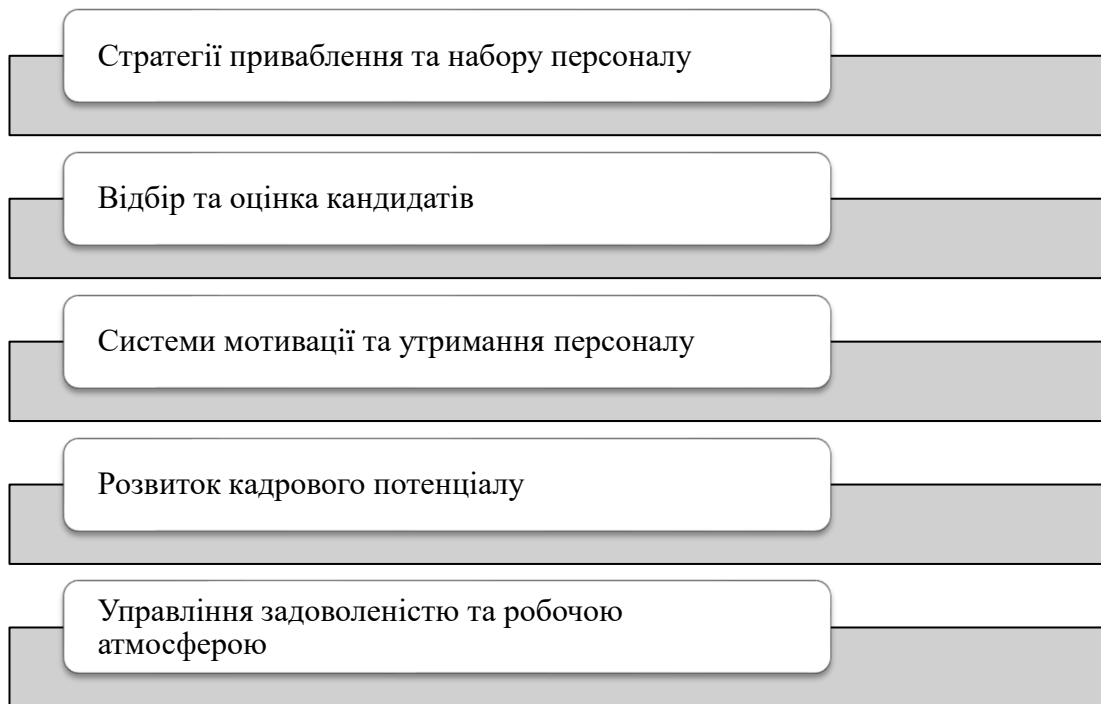 Стратегії приваблення та набору персоналу
Відбір та оцінка кандидатів
Системи мотивації та утримання персоналу
Розвиток кадрового потенціалу
Управління задоволеністю та робочою
атмосферою